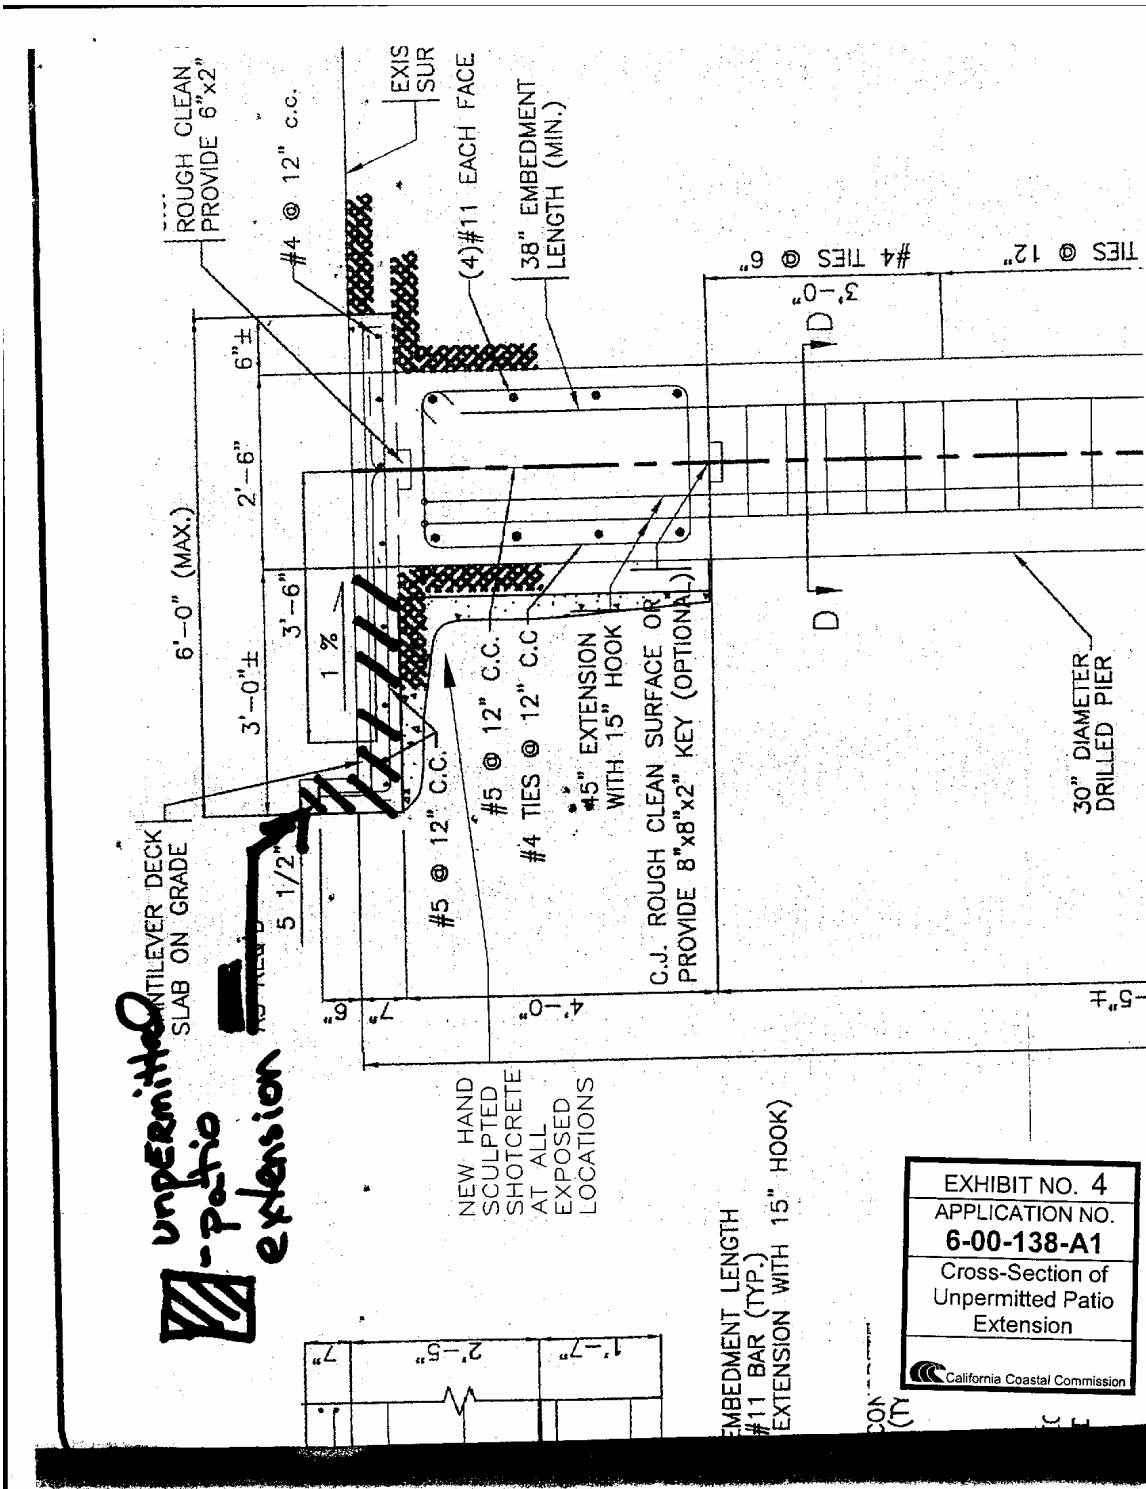 ROUGH CLEAN
PROVIDE 6"x2"
#4 @ 12" c.c.
EXIS
SUR
(4)#11 EACH FACE
38" EMBEDMENT
LENGTH (MIN.)
#4 TIES @ 6"
TIES @ 12"
3'-0"
D
D
6'-0" (MAX.)
3'-0"±
2'-6"
6"±
3'-6"
1 %
ANTILEVER DECK
SLAB ON GRADE
5 1/2"
#5 @ 12" C.C.
#5 @ 12" C.C.
#4 TIES @ 12" C.C
45" EXTENSION
WITH 15" HOOK
C.J. ROUGH CLEAN SURFACE OR
PROVIDE 8"x8"x2" KEY (OPTIONAL)
30" DIAMETER
DRILLED PIER
6"
7"
4'-0"
-5"±
NEW HAND
SCULPTED
SHOTCRETE
AT ALL
EXPOSED
LOCATIONS
unpermitted
- patio
extension
7"
2'-5"
1'-7"
EMBEDMENT LENGTH
#11 BAR (TYP.)
EXTENSION WITH 15" HOOK)
CON
(TY
EXHIBIT NO. 4
APPLICATION NO.
6-00-138-A1
Cross-Section of
Unpermitted Patio
Extension
California Coastal Commission